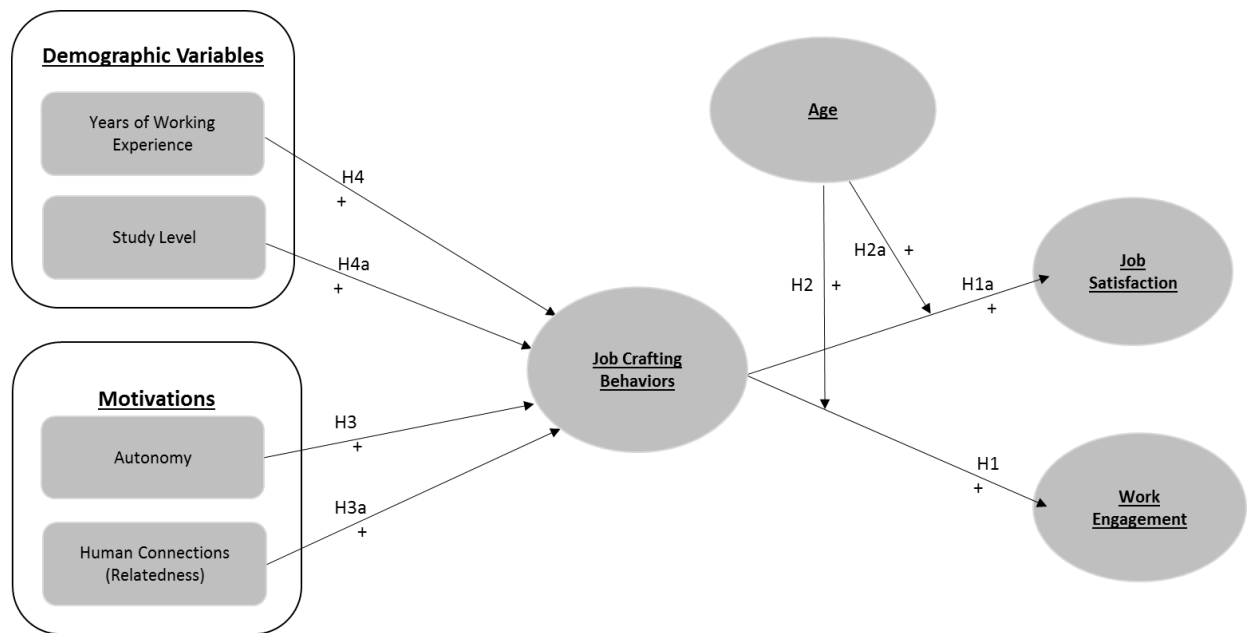 Demographic Variables
Years of Working
Experience
Study Level
H4
+
H4a
+
Motivations
Autonomy
Human Connections
(Relatedness)
H3
+
H3a
+
Job Crafting
Behaviors
Age
H2a
+
H2
+
H1a
+
H1
+
Job
Satisfaction
Work
Engagement